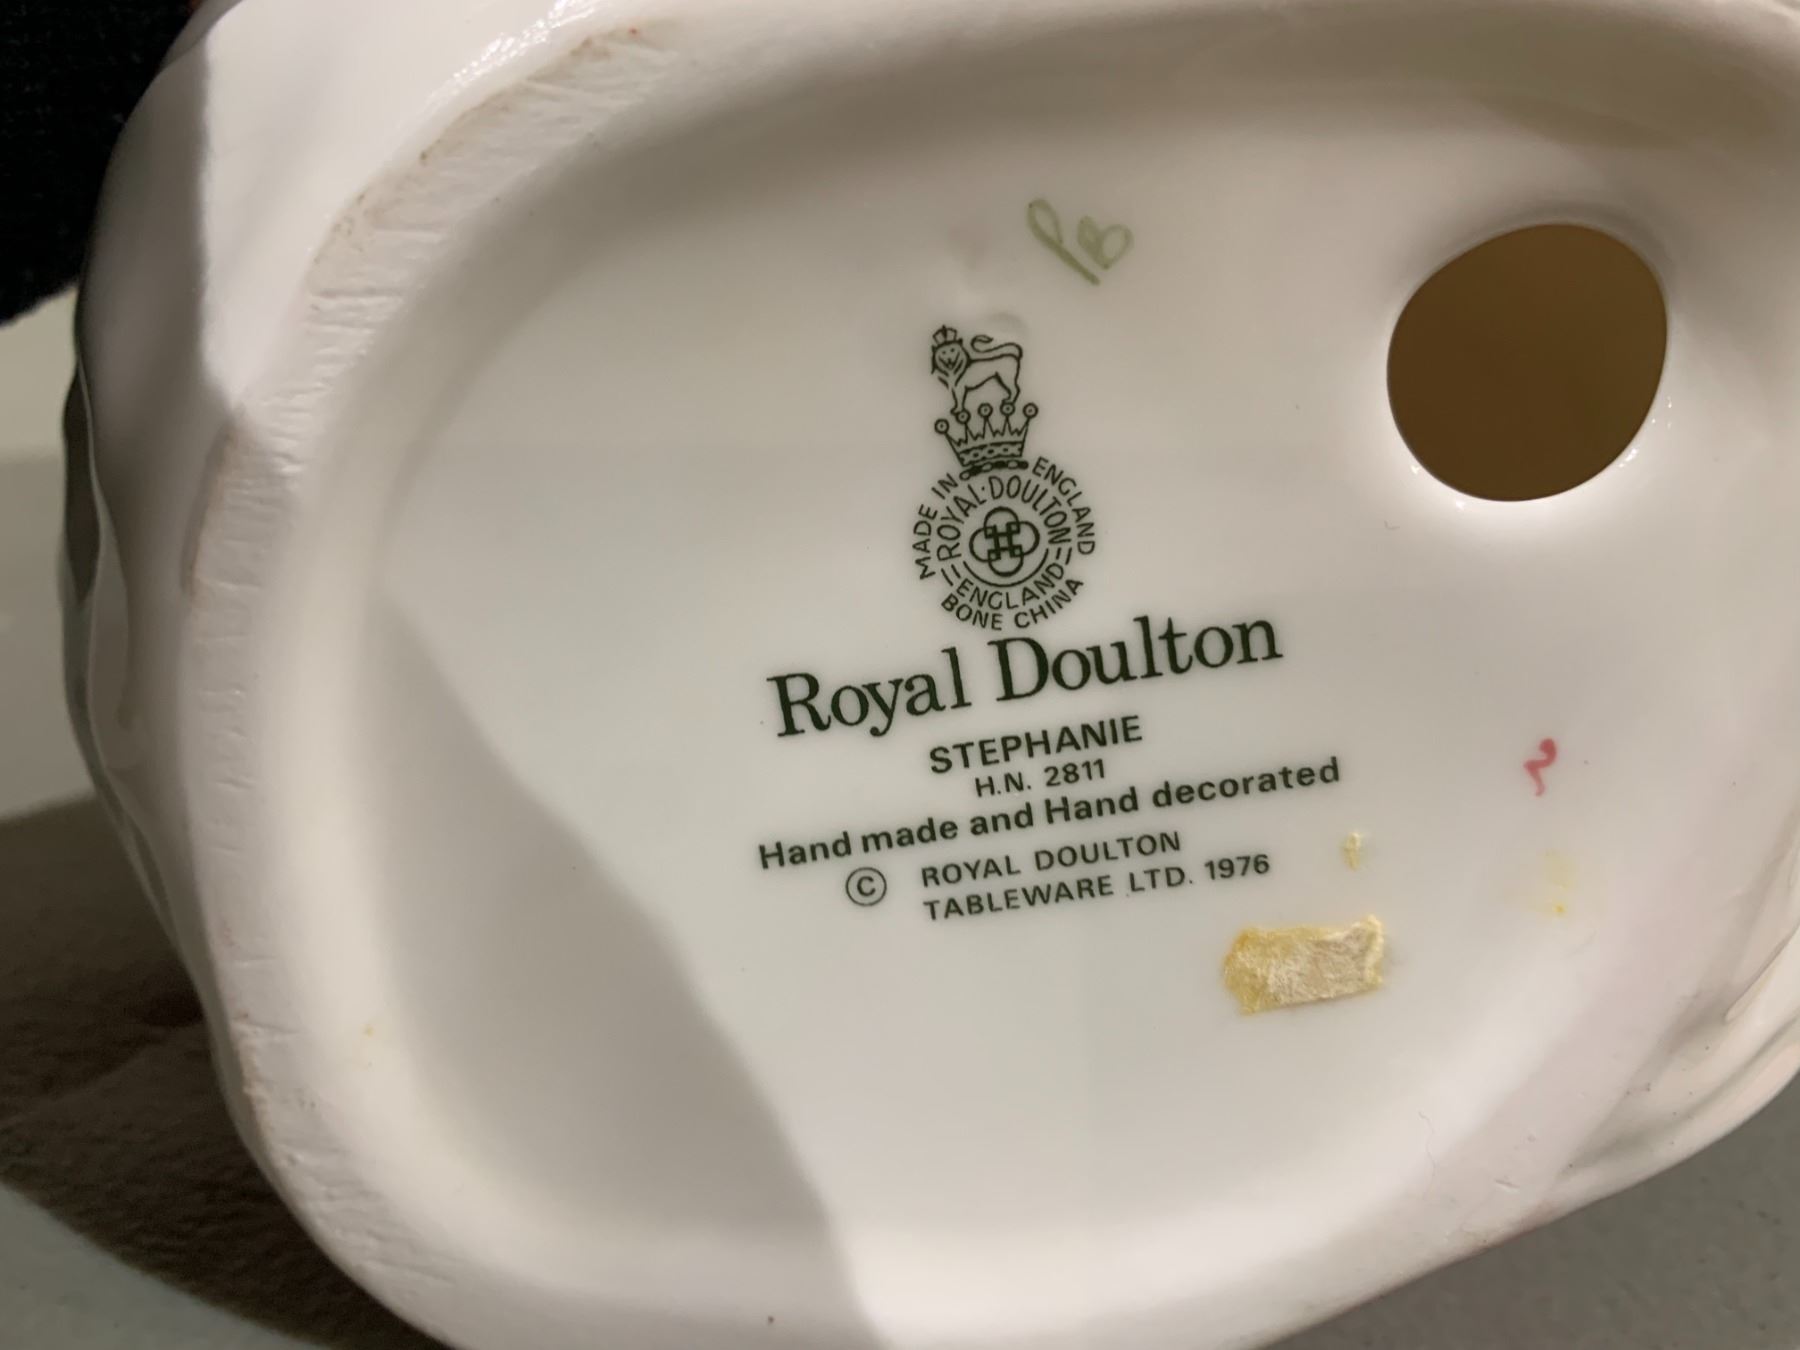 PB
MADE IN ENGLAND
ROYAL·DOULTON
ENGLAND
BONE CHINA
Royal Doulton
STEPHANIE
H.N. 2811
Hand made and Hand decorated
© ROYAL DOULTON
TABLEWARE LTD. 1976